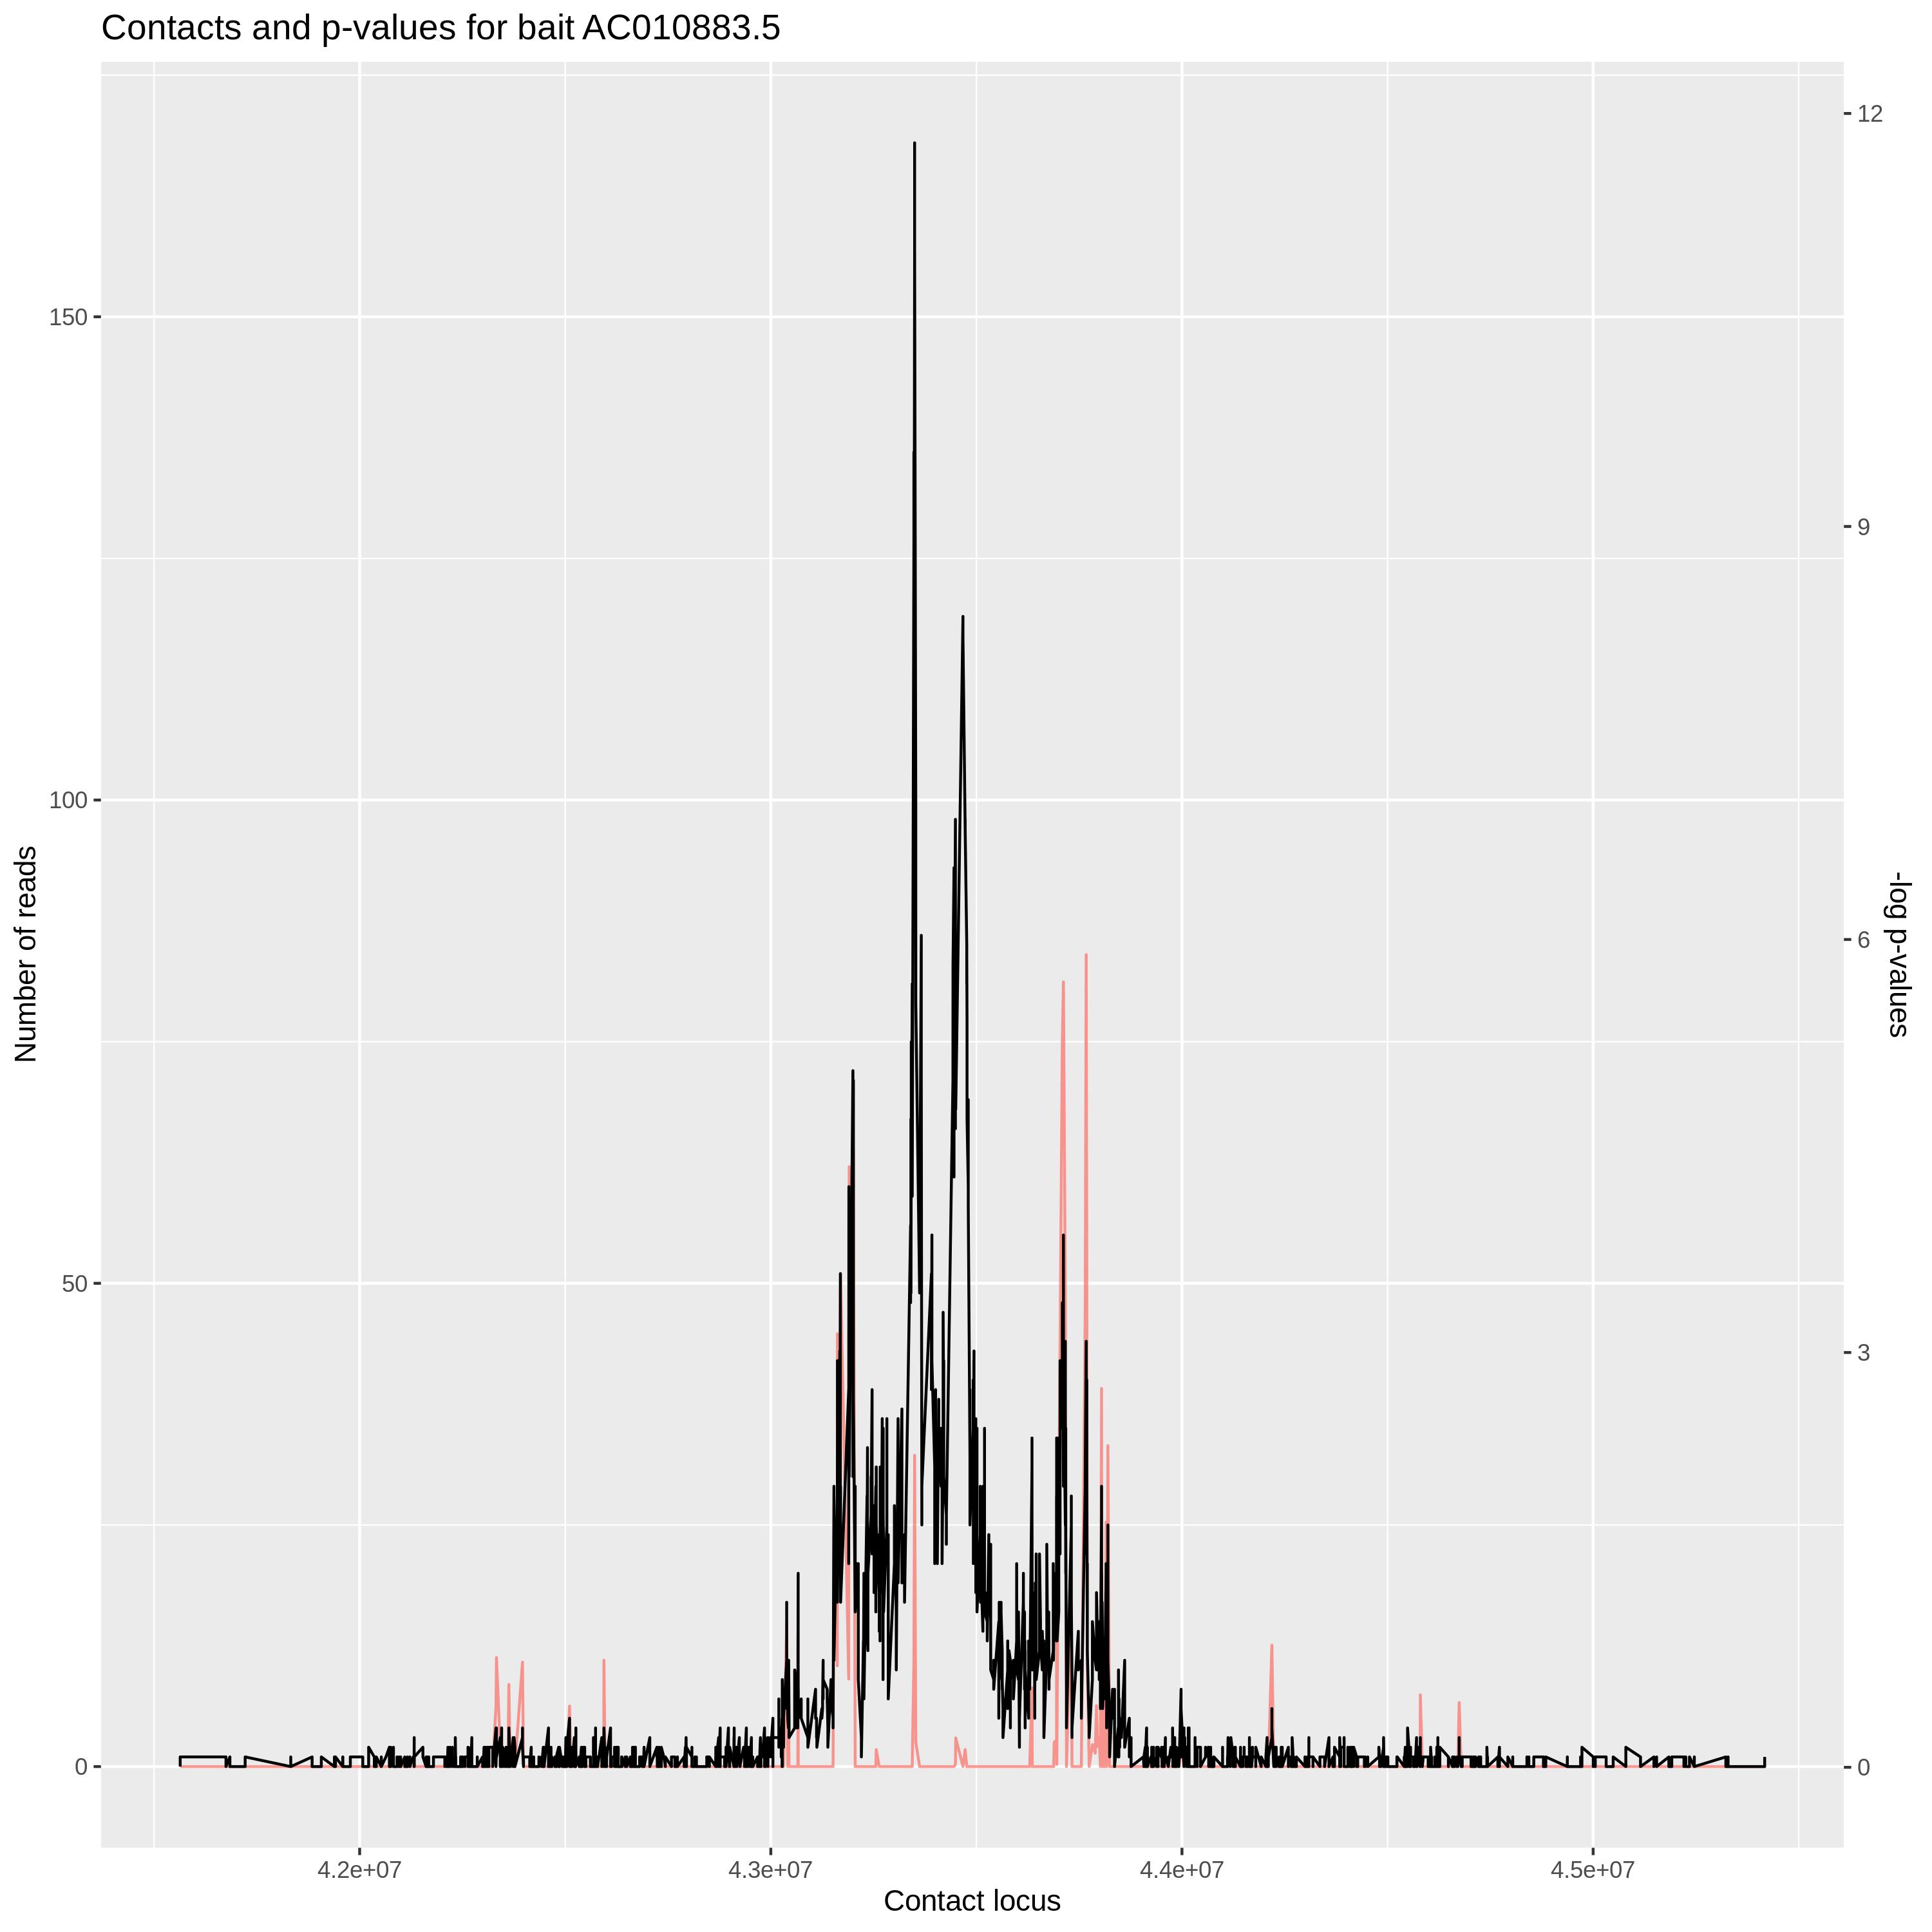 Contacts and p-values for bait AC010883.5
Number of reads
150
100
50
0
12
9
6
3
0
-log p-values
4.2e+07 4.3e+07 4.4e+07 4.5e+07
Contact locus